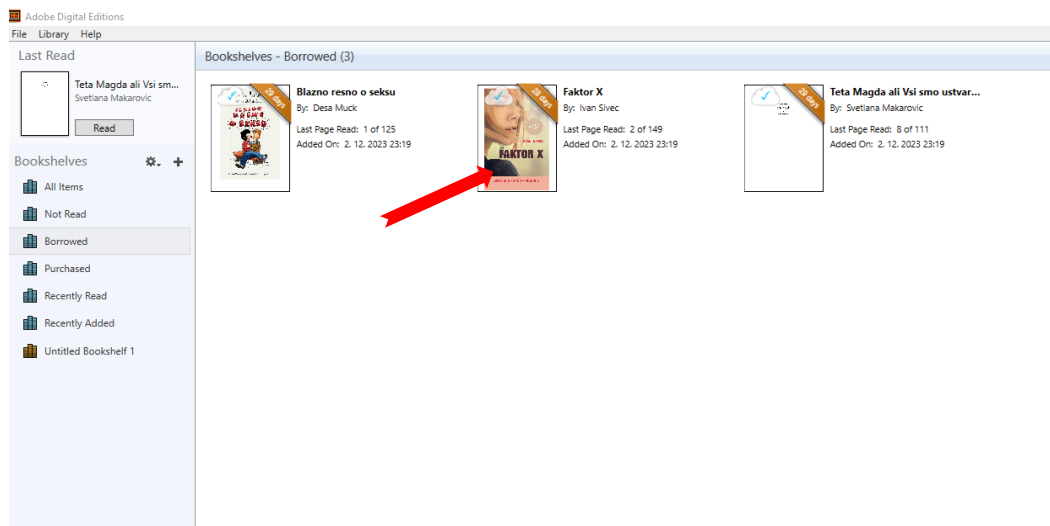 Adobe Digital Editions
File Library Help
Last Read
Teta Magda ali Vsi sm...
Svetlana Makarovic
Read
Bookshelves
All Items
Not Read
Borrowed
Purchased
Recently Read
Recently Added
Untitled Bookshelf 1
Bookshelves - Borrowed (3)
29 days
Blazno resno o seksu
By: Desa Muck
Last Page Read: 1 of 125
Added On: 2. 12. 2023 23:19
29 days
FAKTOR X
Faktor X
By: Ivan Sivec
Last Page Read: 2 of 149
Added On: 2. 12. 2023 23:19
29 days
Teta Magda ali Vsi smo ustvar...
By: Svetlana Makarovic
Last Page Read: 8 of 111
Added On: 2. 12. 2023 23:19